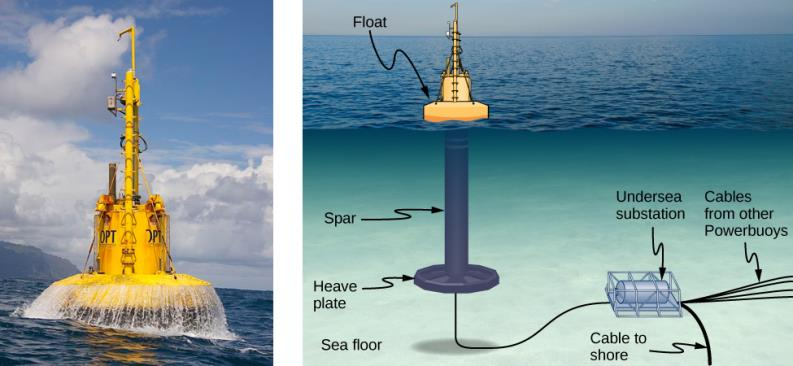 OPT
OPT
Float
Spar
Heave
plate
Sea floor
Undersea
substation
Cables
from other
Powerbuoys
Cable to
shore